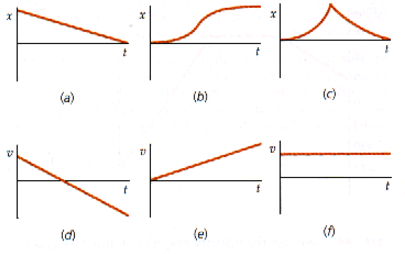 x t x t x t
(a) (b) (c)
v t v t v t
(d) (e) (f)